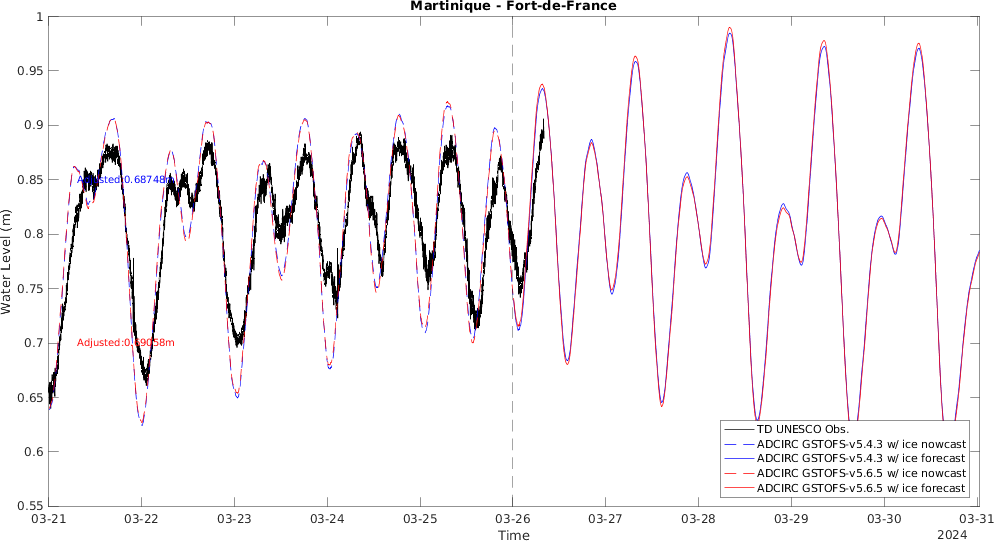 Martinique - Fort-de-France
1
0.95
0.9
0.85
0.8
0.75
0.7
0.65
0.6
0.55
Water Level (m)
Adjusted:0.68748m
Adjusted:0.69058m
TD UNESCO Obs.
ADCIRC GSTOFS-v5.4.3 w/ ice nowcast
ADCIRC GSTOFS-v5.4.3 w/ ice forecast
ADCIRC GSTOFS-v5.6.5 w/ ice nowcast
ADCIRC GSTOFS-v5.6.5 w/ ice forecast
03-21 03-22 03-23 03-24 03-25 03-26 03-27 03-28 03-29 03-30 03-31
Time
2024